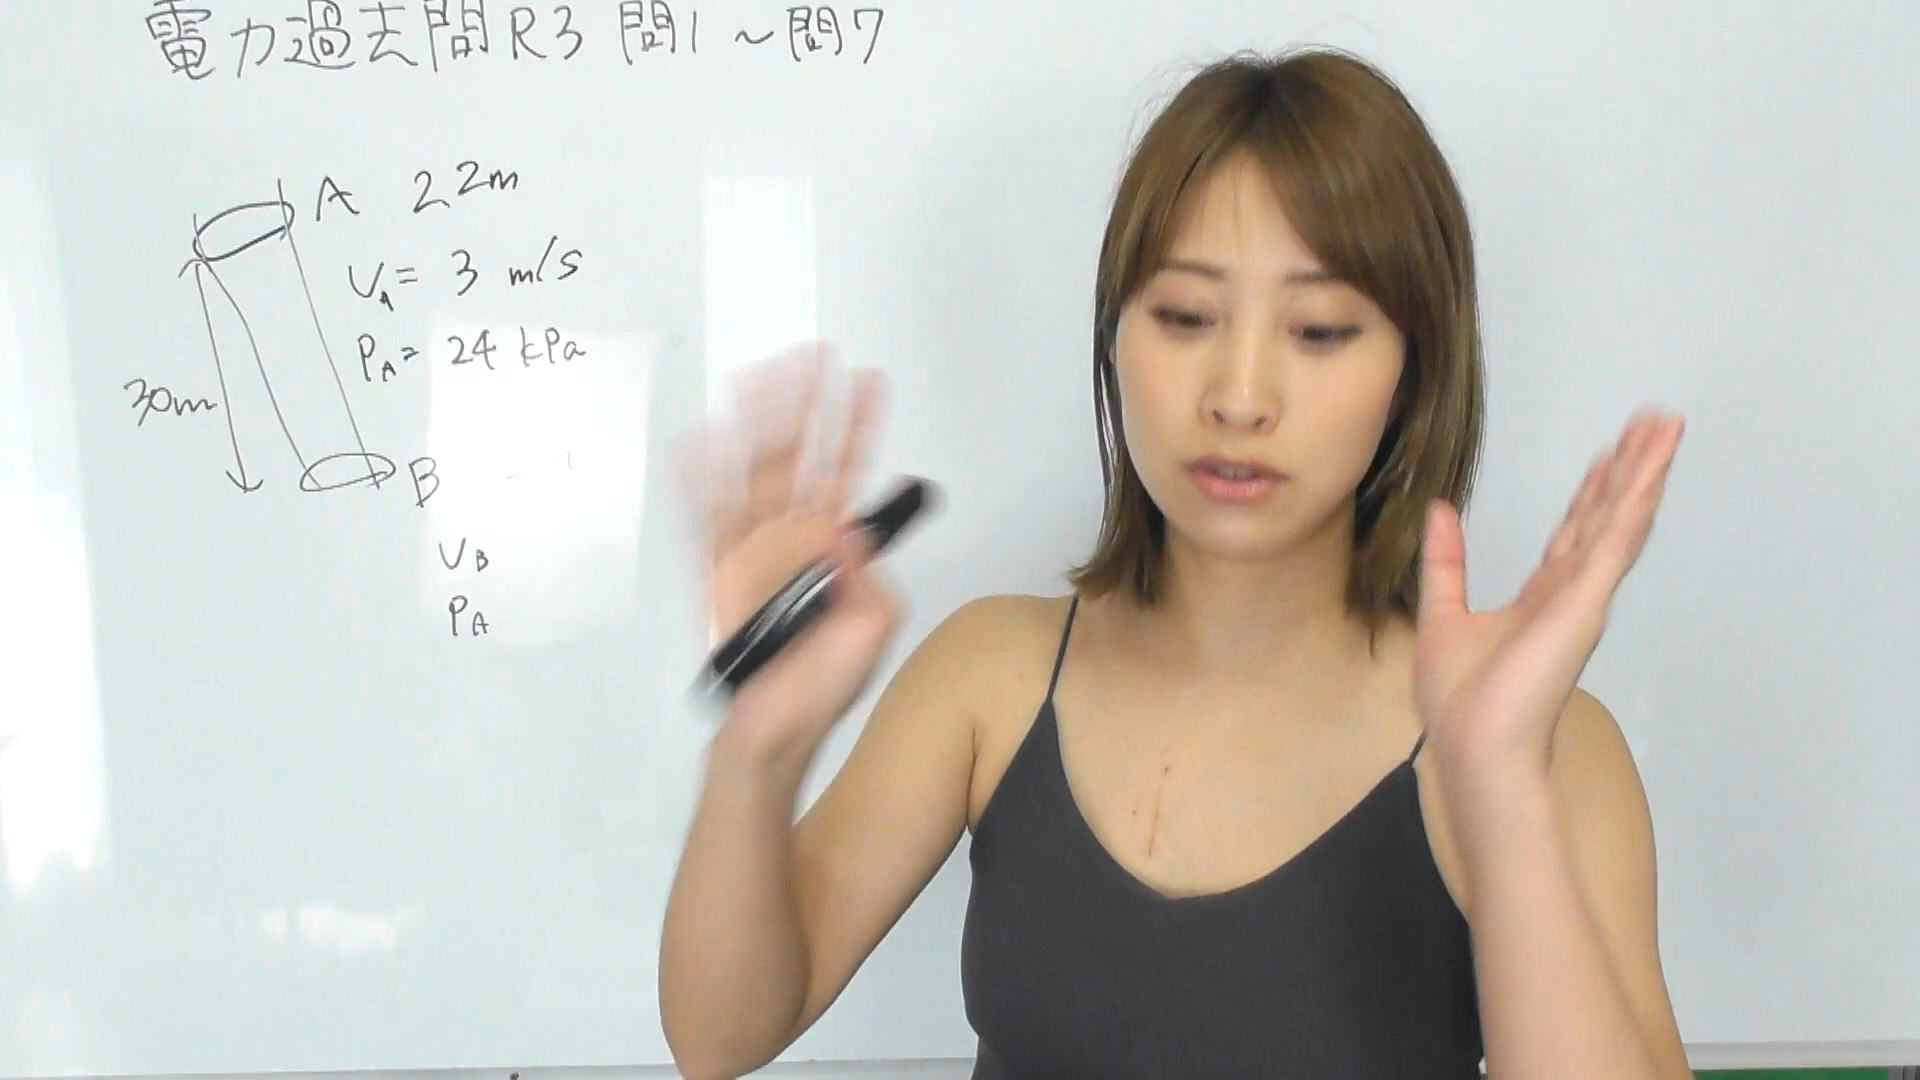 電力過去問R3 問1 ~ 問7
A 2.2m
VA = 3 m/s
PA = 24 kPa
30m
B
VB
PA